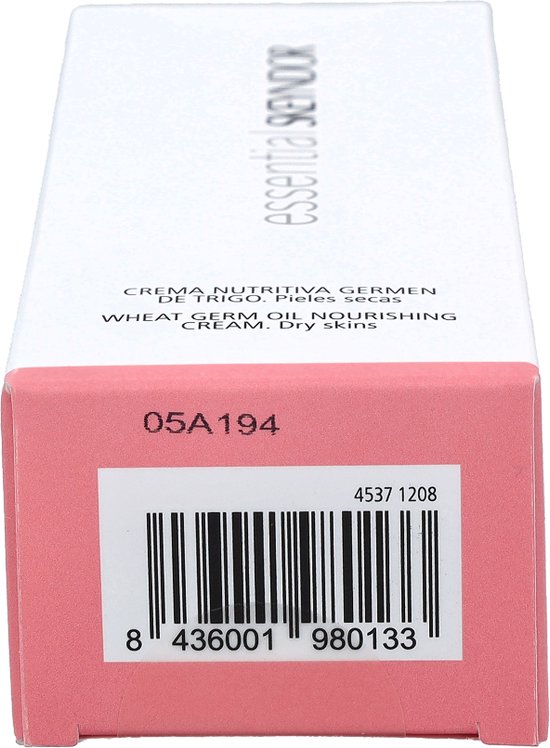 essential SKEYNDOR
CREMA NUTRITIVA GERMEN
DE TRIGO. Pieles secas
WHEAT GERM OIL NOURISHING
CREAM. Dry skins
05A194
4537 1208
8 436001 980133